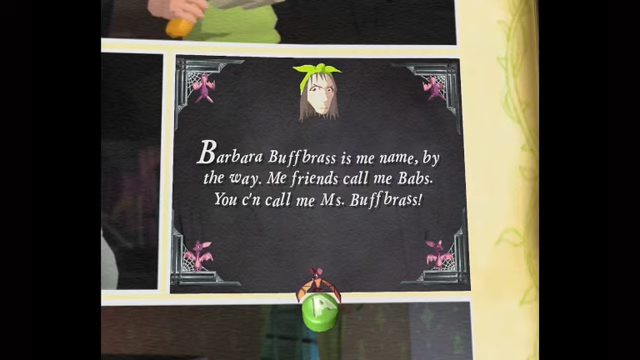 Barbara Buffbrass is me name, by
the way. Me friends call me Babs.
You c'n call me Ms. Buffbrass!
A